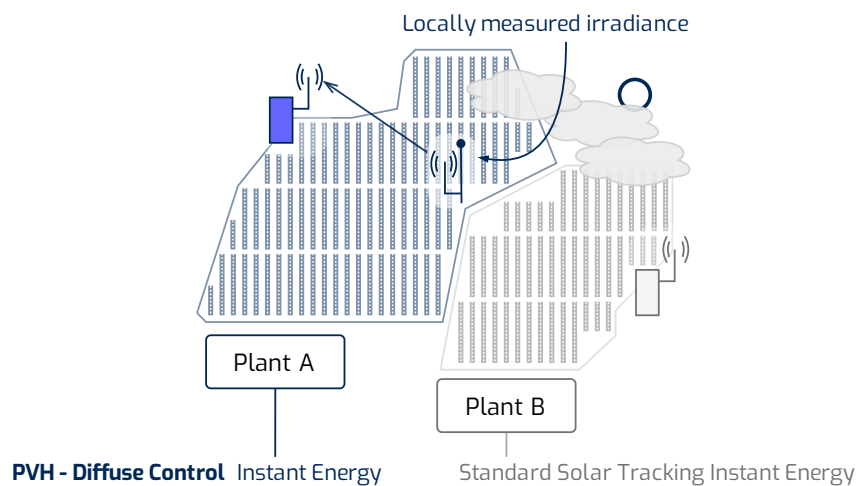 Locally measured irradiance
Plant A
Plant B
PVH - Diffuse Control Instant Energy
Standard Solar Tracking Instant Energy